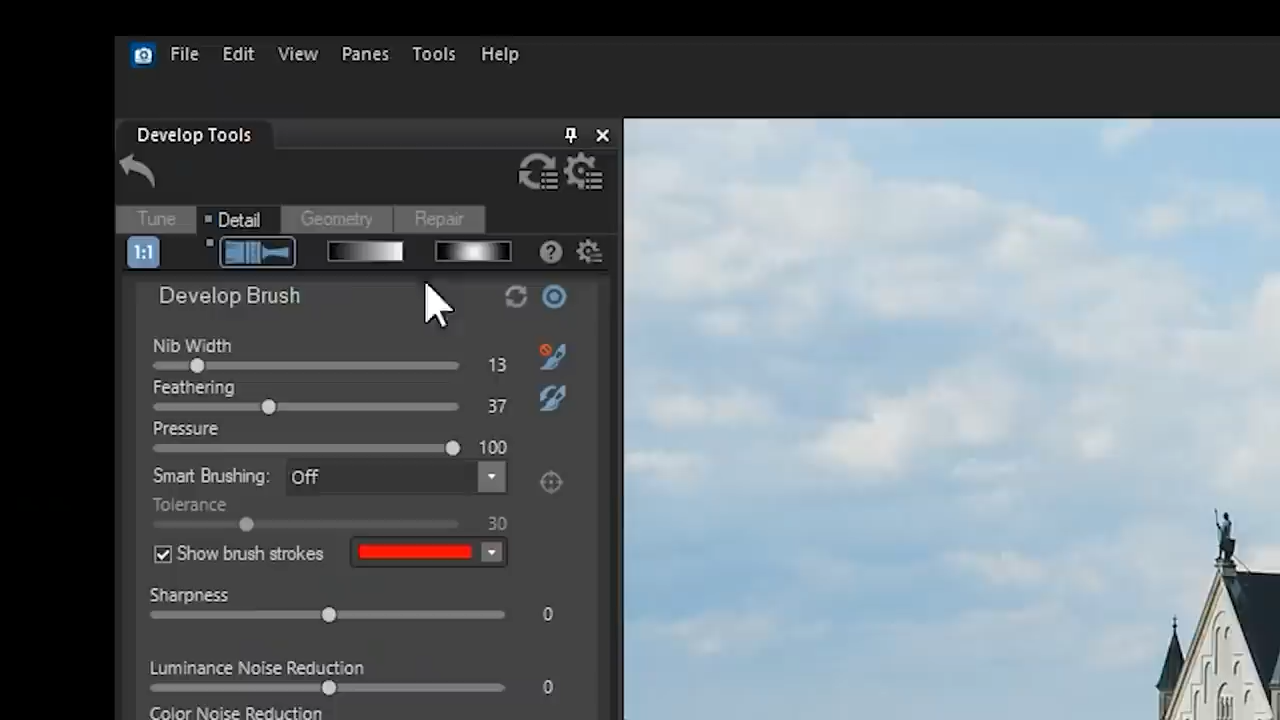 File Edit View Panes Tools Help
Develop Tools
Tune Detail Geometry Repair
1:1 ?
Develop Brush
Nib Width
13
Feathering
37
Pressure
100
Smart Brushing: Off
Tolerance
30
Show brush strokes
Sharpness
0
Luminance Noise Reduction
0
Color Noise Reduction